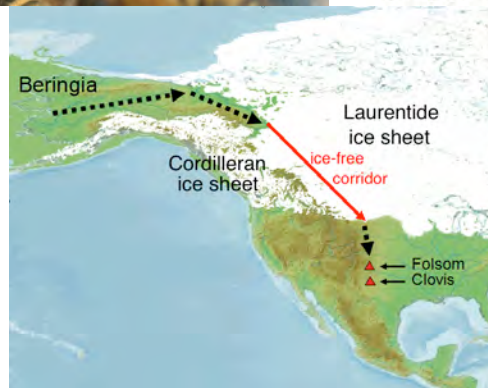 Beringia
Laurentide
ice sheet
Cordilleran
ice sheet
ice-free
corridor
Folsom
Clovis